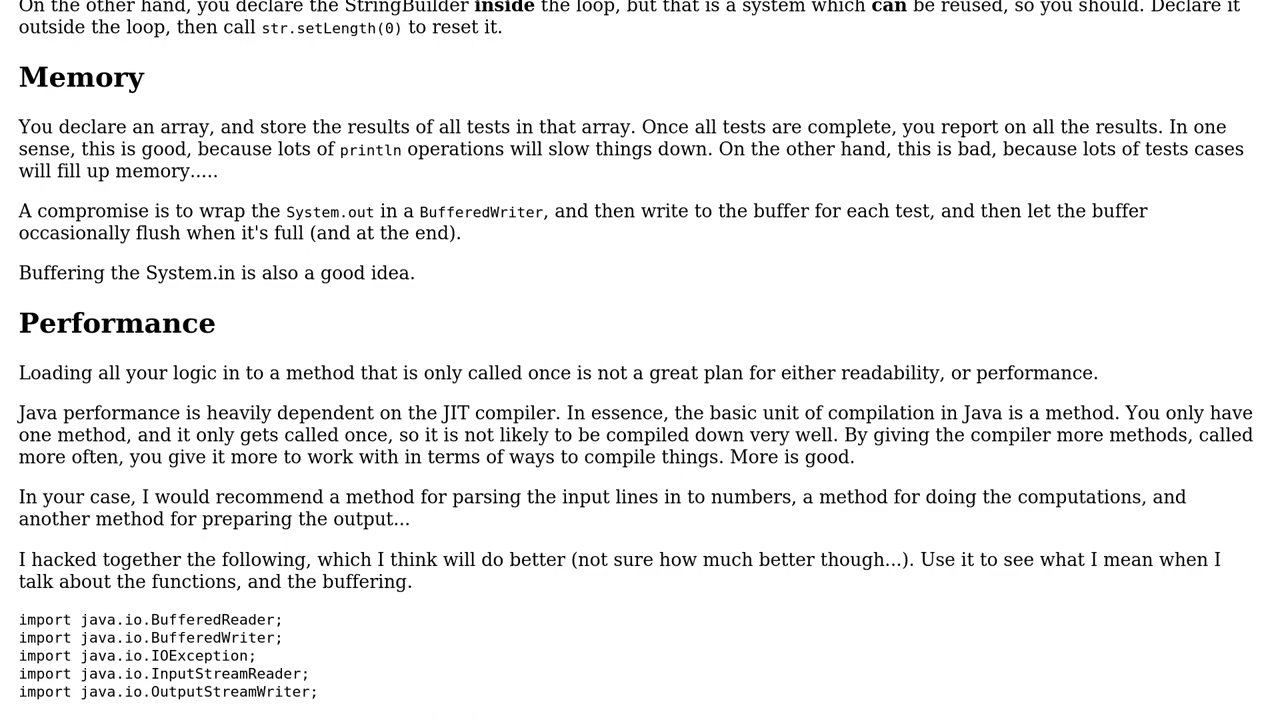 On the other hand, you declare the StringBuilder inside the loop, but that is a system which can be reused, so you should. Declare it
outside the loop, then call str.setLength(0) to reset it.
Memory
You declare an array, and store the results of all tests in that array. Once all tests are complete, you report on all the results. In one
sense, this is good, because lots of println operations will slow things down. On the other hand, this is bad, because lots of tests cases
will fill up memory.....
A compromise is to wrap the System.out in a BufferedWriter, and then write to the buffer for each test, and then let the buffer
occasionally flush when it's full (and at the end).
Buffering the System.in is also a good idea.
Performance
Loading all your logic in to a method that is only called once is not a great plan for either readability, or performance.
Java performance is heavily dependent on the JIT compiler. In essence, the basic unit of compilation in Java is a method. You only have
one method, and it only gets called once, so it is not likely to be compiled down very well. By giving the compiler more methods, called
more often, you give it more to work with in terms of ways to compile things. More is good.
In your case, I would recommend a method for parsing the input lines in to numbers, a method for doing the computations, and
another method for preparing the output...
I hacked together the following, which I think will do better (not sure how much better though...). Use it to see what I mean when I
talk about the functions, and the buffering.
import java.io.BufferedReader;
import java.io.BufferedWriter;
import java.io.IOException;
import java.io.InputStreamReader;
import java.io.OutputStreamWriter;